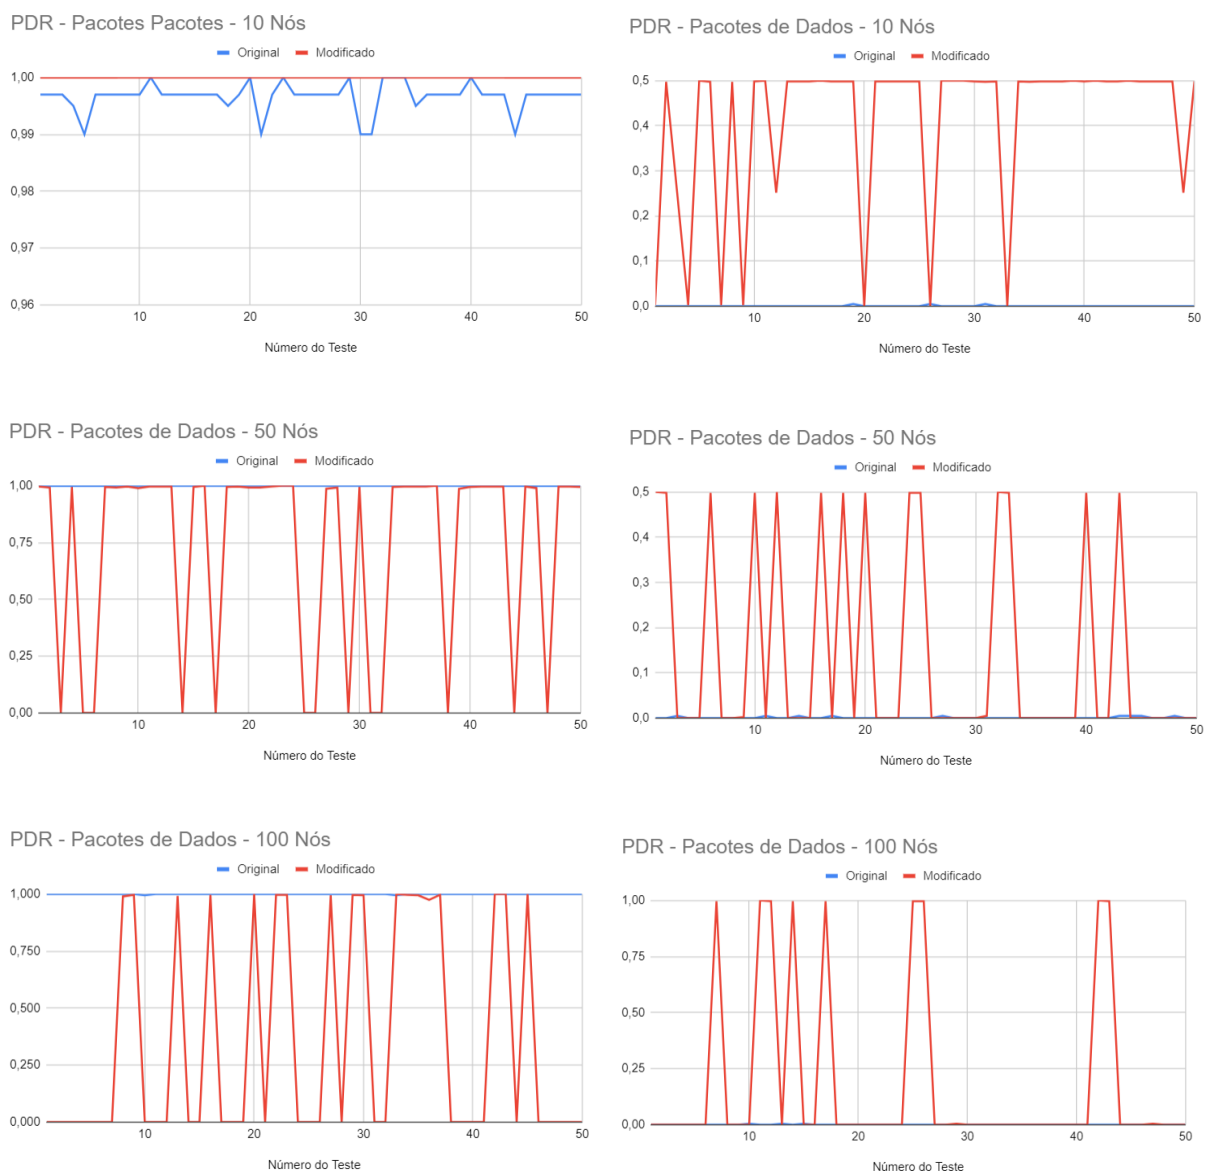 PDR - Pacotes Pacotes - 10 Nós
Original Modificado
1,00
0,99
0,98
0,97
0,96
10 20 30 40 50
Número do Teste
PDR - Pacotes de Dados - 10 Nós
Original Modificado
0,5
0,4
0,3
0,2
0,1
0,0
10 20 30 40 50
Número do Teste
PDR - Pacotes de Dados - 50 Nós
Original Modificado
1,00
0,75
0,50
0,25
0,00
10 20 30 40 50
Número do Teste
PDR - Pacotes de Dados - 50 Nós
Original Modificado
0,5
0,4
0,3
0,2
0,1
0,0
10 20 30 40 50
Número do Teste
PDR - Pacotes de Dados - 100 Nós
Original Modificado
1,000
0,750
0,500
0,250
0,000
10 20 30 40 50
Número do Teste
PDR - Pacotes de Dados - 100 Nós
Original Modificado
1,00
0,75
0,50
0,25
0,00
10 20 30 40 50
Número do Teste